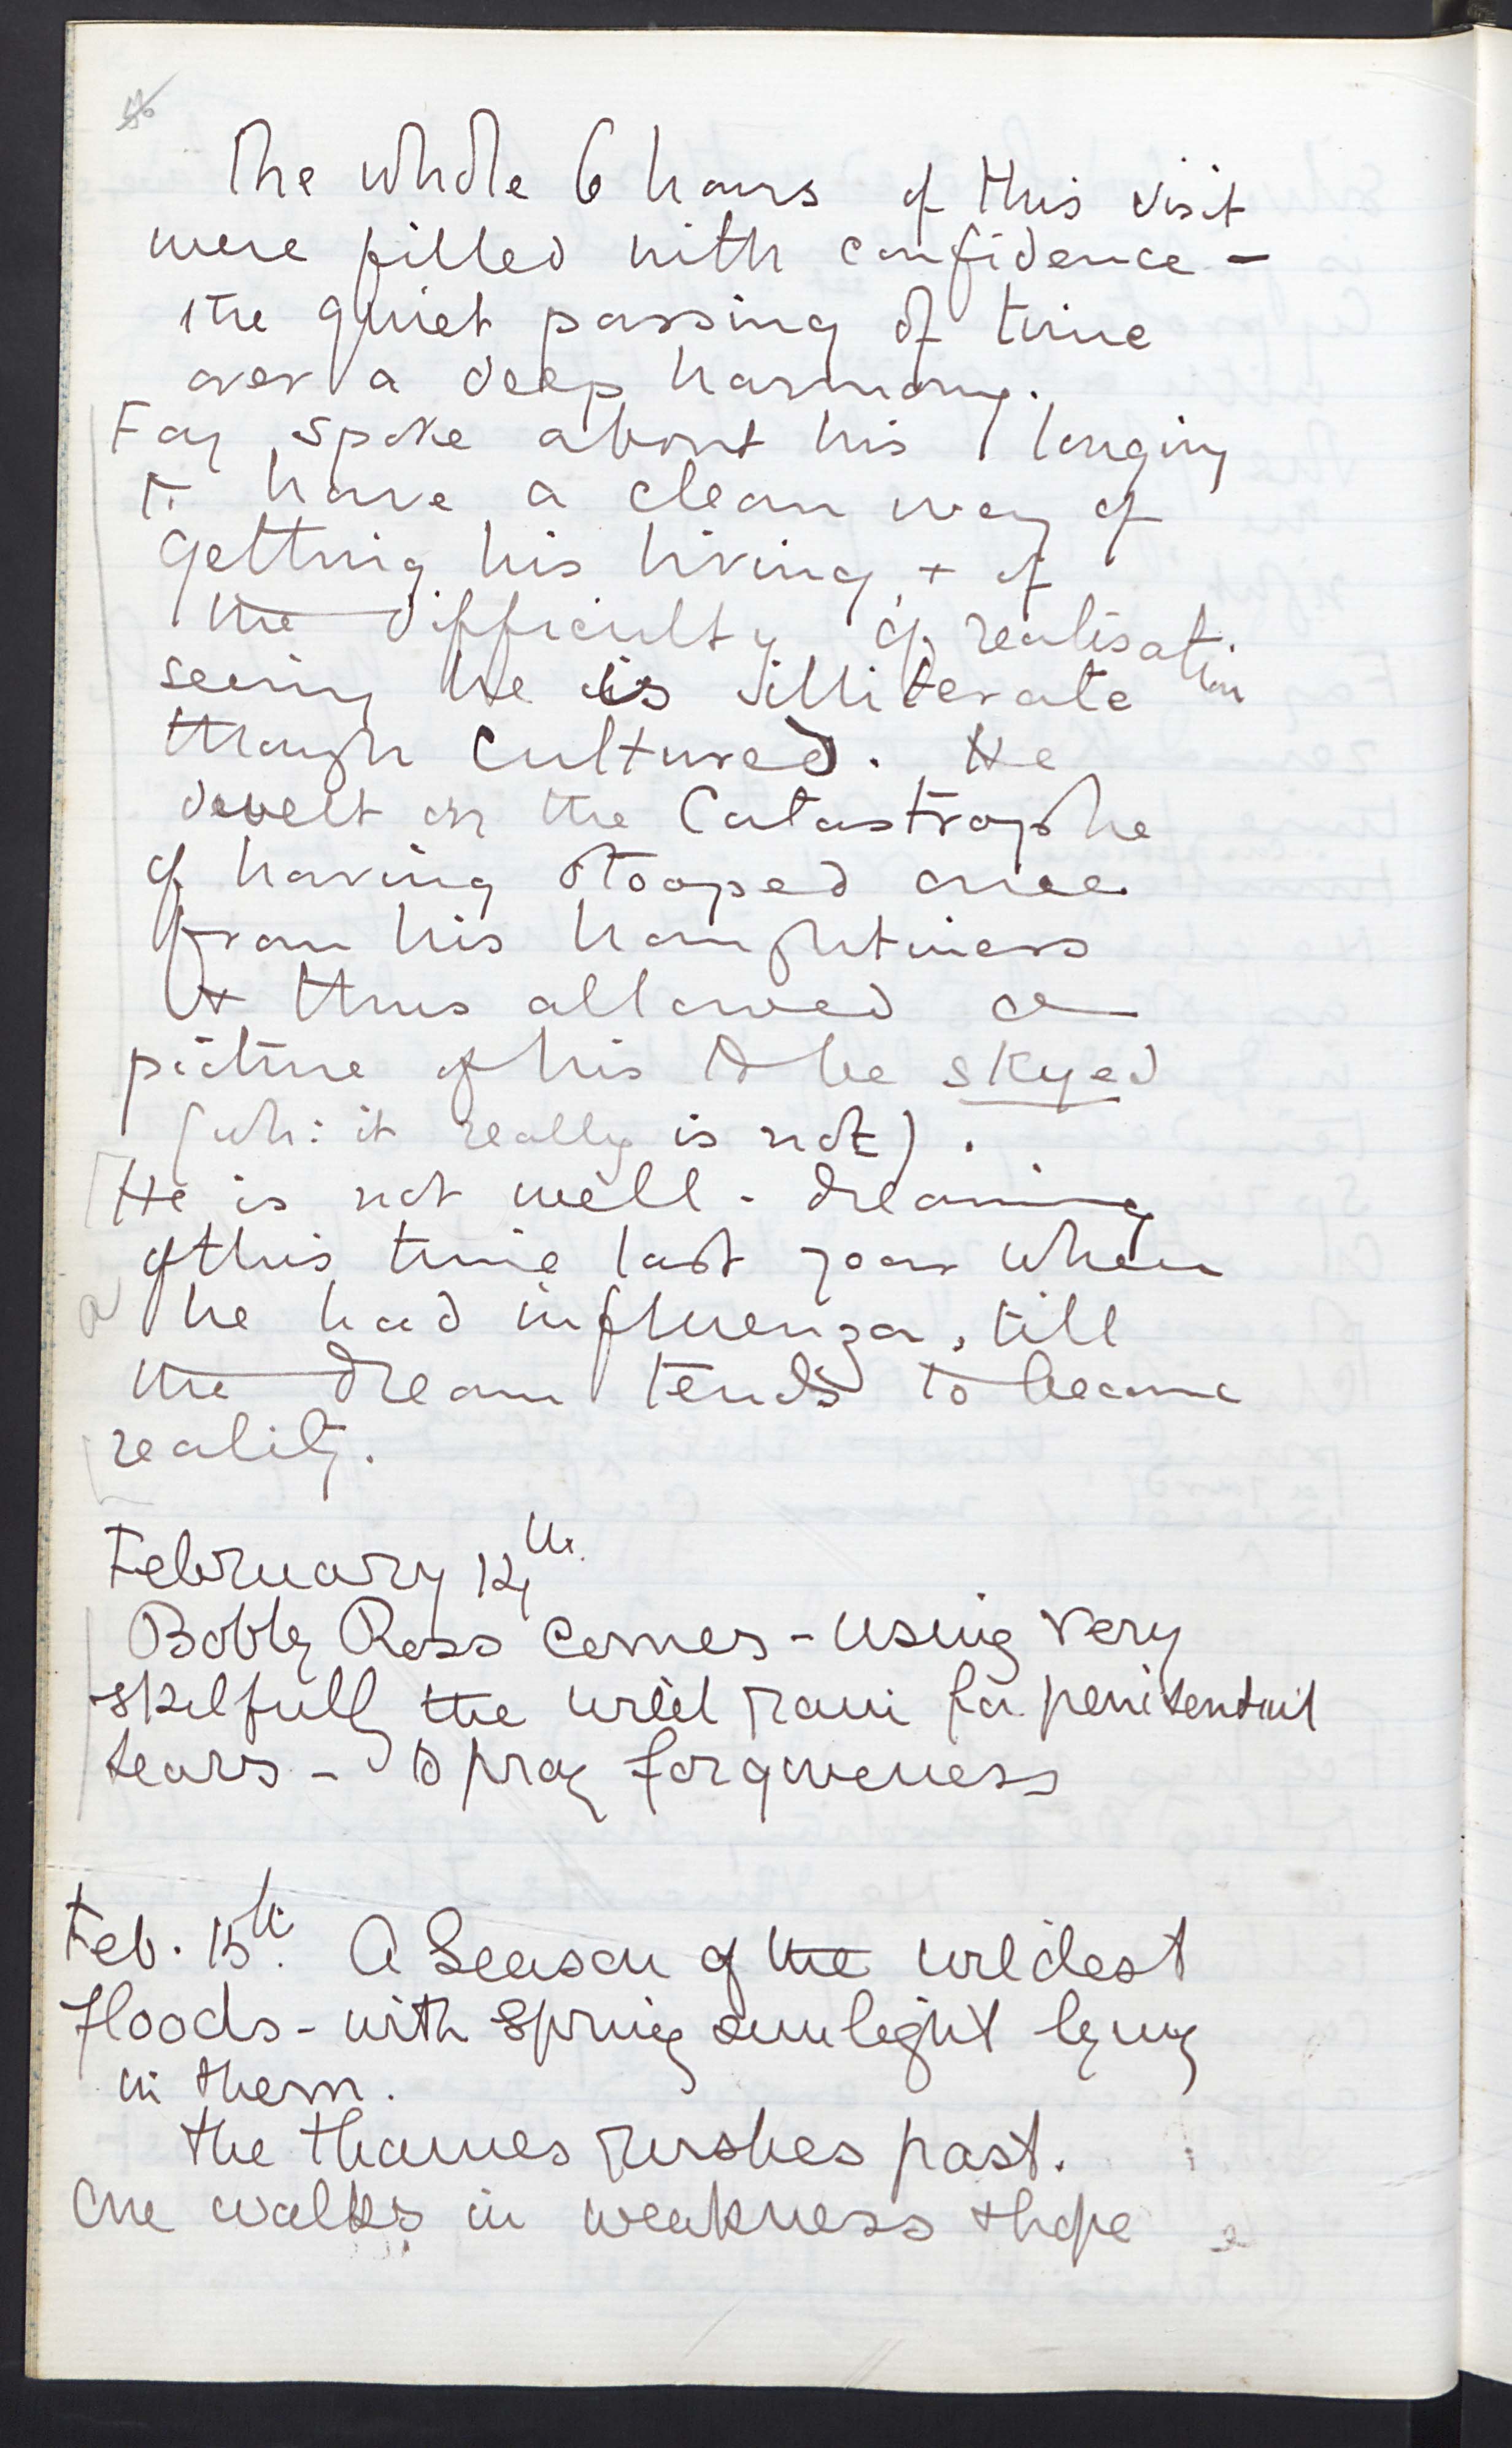 The whole 6 hours of this visit
were filled with confidence -
the quiet passing of time
over a deep harmony.
Fay spoke about his longing
to have a clean way of
getting his living, + of
the difficulty of realisation
seeing he is illiterate
though cultured. He
dwelt on the Catastrophe
of having stooped once
from his haughtiness
+ thus allowed a
picture of his to be skyed
(wh: it really is not).
He is not well - dreaming
of this time last year when
he had influenza, till
the dream tends to become
reality.
February 12th
Bobby Ross comes - using very
skilfully the wild rain for penitential
tears - to pray forgiveness
Feb. 15th. A Season of the wildest
floods - with spring sunlight lying
in them.
The Thames rushes past.
One walks in weakness + hope